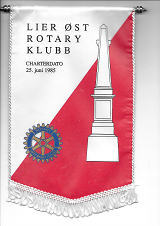 LIER ØST
ROTARY
KLUBB
CHARTERDATO
25. juni 1985